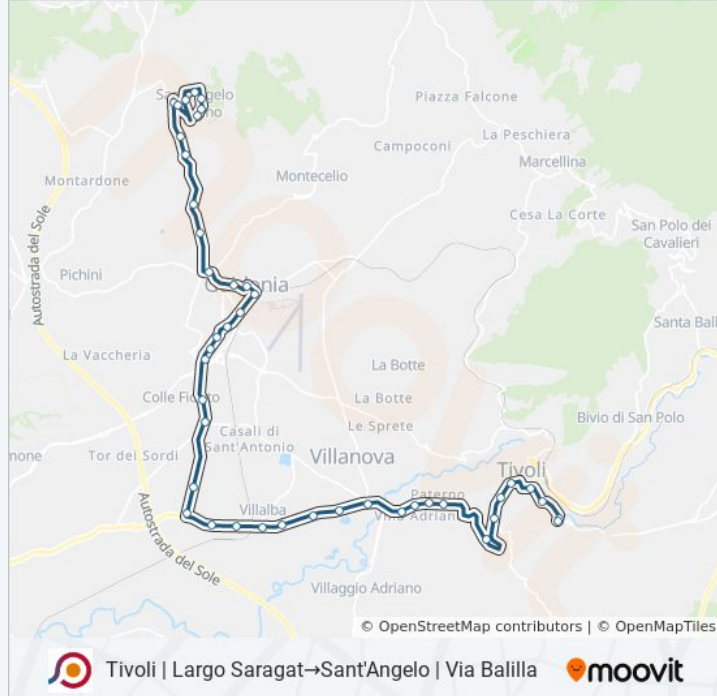 Piazza Falcone
La Peschiera
Campoconi
Marcellina
Montecelio
Montardone
Cesa La Corte
San Polo dei
Cavalieri
Autostrada del Sole
Pichini
Santa Ball
La Vaccheria
La Botte
Colle Fiorito
La Botte
Bivio di San Polo
Le Sprete
Casali di
Sant'Antonio
Tor dei Sordi
Villanova
Tivoli
Paterno
Villalba
Villa Adriana
Autostrada del Sole
Villaggio Adriano
© OpenStreetMap contributors | © OpenMapTiles
Tivoli | Largo Saragat→Sant'Angelo | Via Balilla
moovit